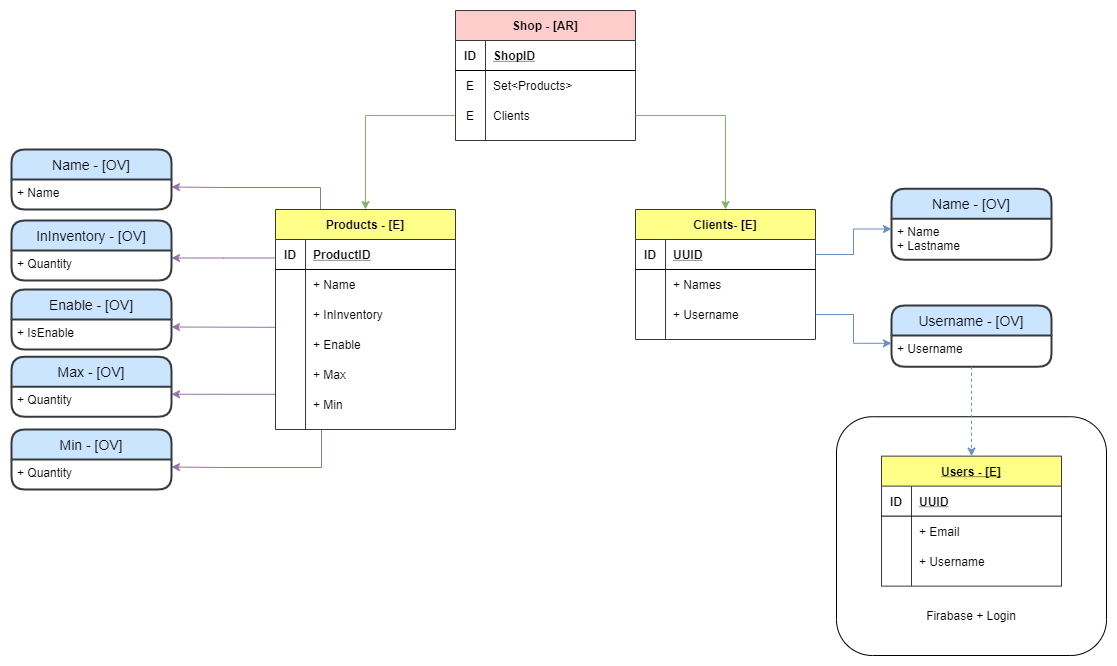 Shop - [AR]
ID ShopID
E Set<Products>
E Clients
Name - [OV]
+ Name
InInventory - [OV]
+ Quantity
Enable - [OV]
+ IsEnable
Max - [OV]
+ Quantity
Min - [OV]
+ Quantity
Products - [E]
ID ProductID
+ Name
+ InInventory
+ Enable
+ Max
+ Min
Clients- [E]
ID UUID
+ Names
+ Username
Name - [OV]
+ Name
+ Lastname
Username - [OV]
+ Username
Users - [E]
ID UUID
+ Email
+ Username
Firabase + Login